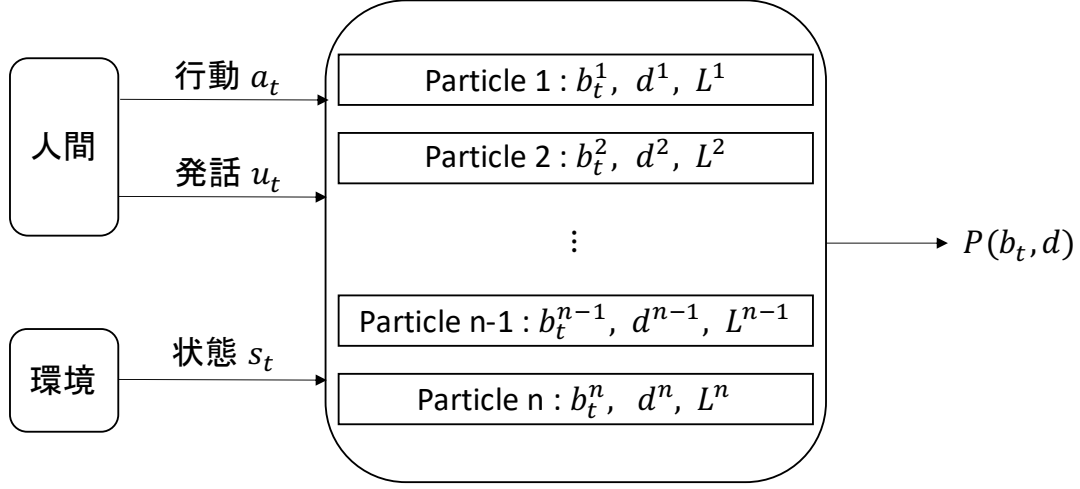 人間
行動 a_t
発話 u_t
環境
状態 s_t
Particle 1 : b_t^1, d^1, L^1
Particle 2 : b_t^2, d^2, L^2
⋮
Particle n-1 : b_t^{n−1}, d^{n−1}, L^{n−1}
Particle n : b_t^n, d^n, L^n
P(b_t, d)